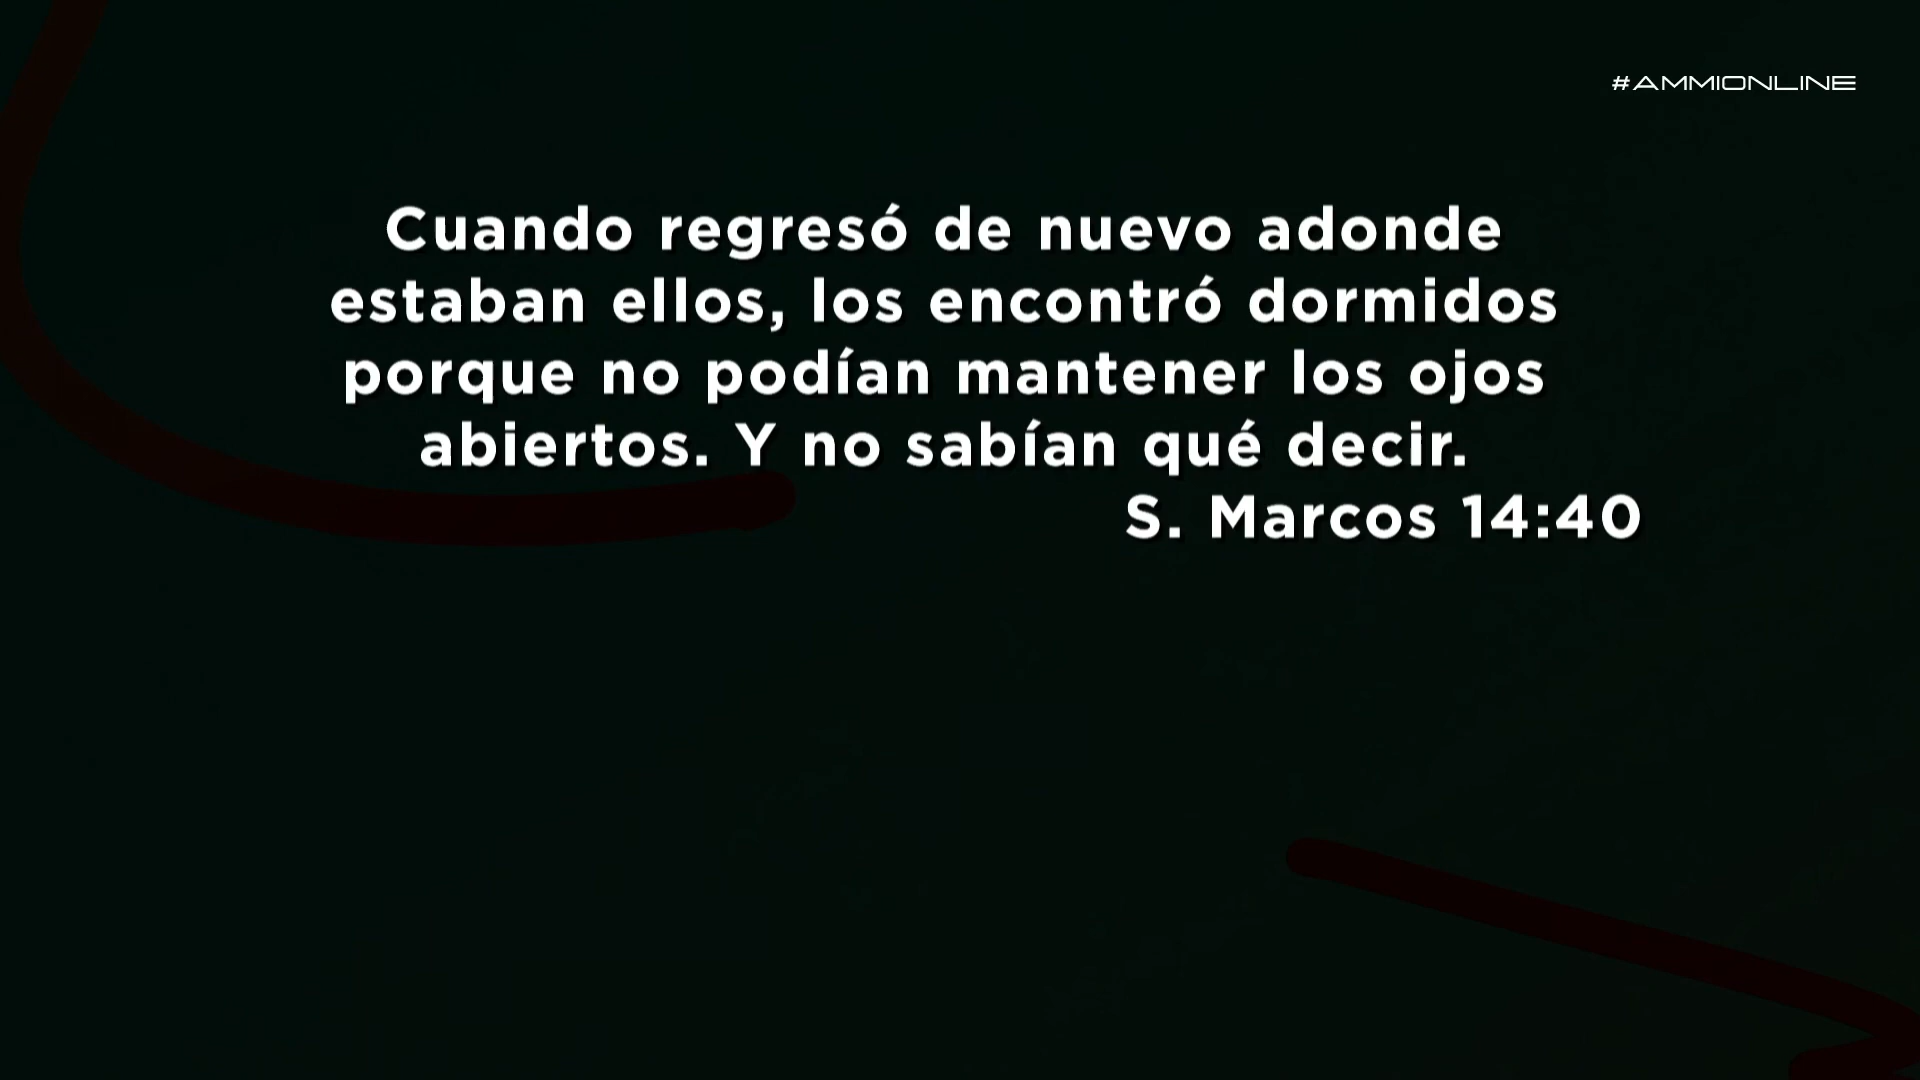 #AMMIONLINE
Cuando regresó de nuevo adonde
estaban ellos, los encontró dormidos
porque no podían mantener los ojos
abiertos. Y no sabían qué decir.
S. Marcos 14:40